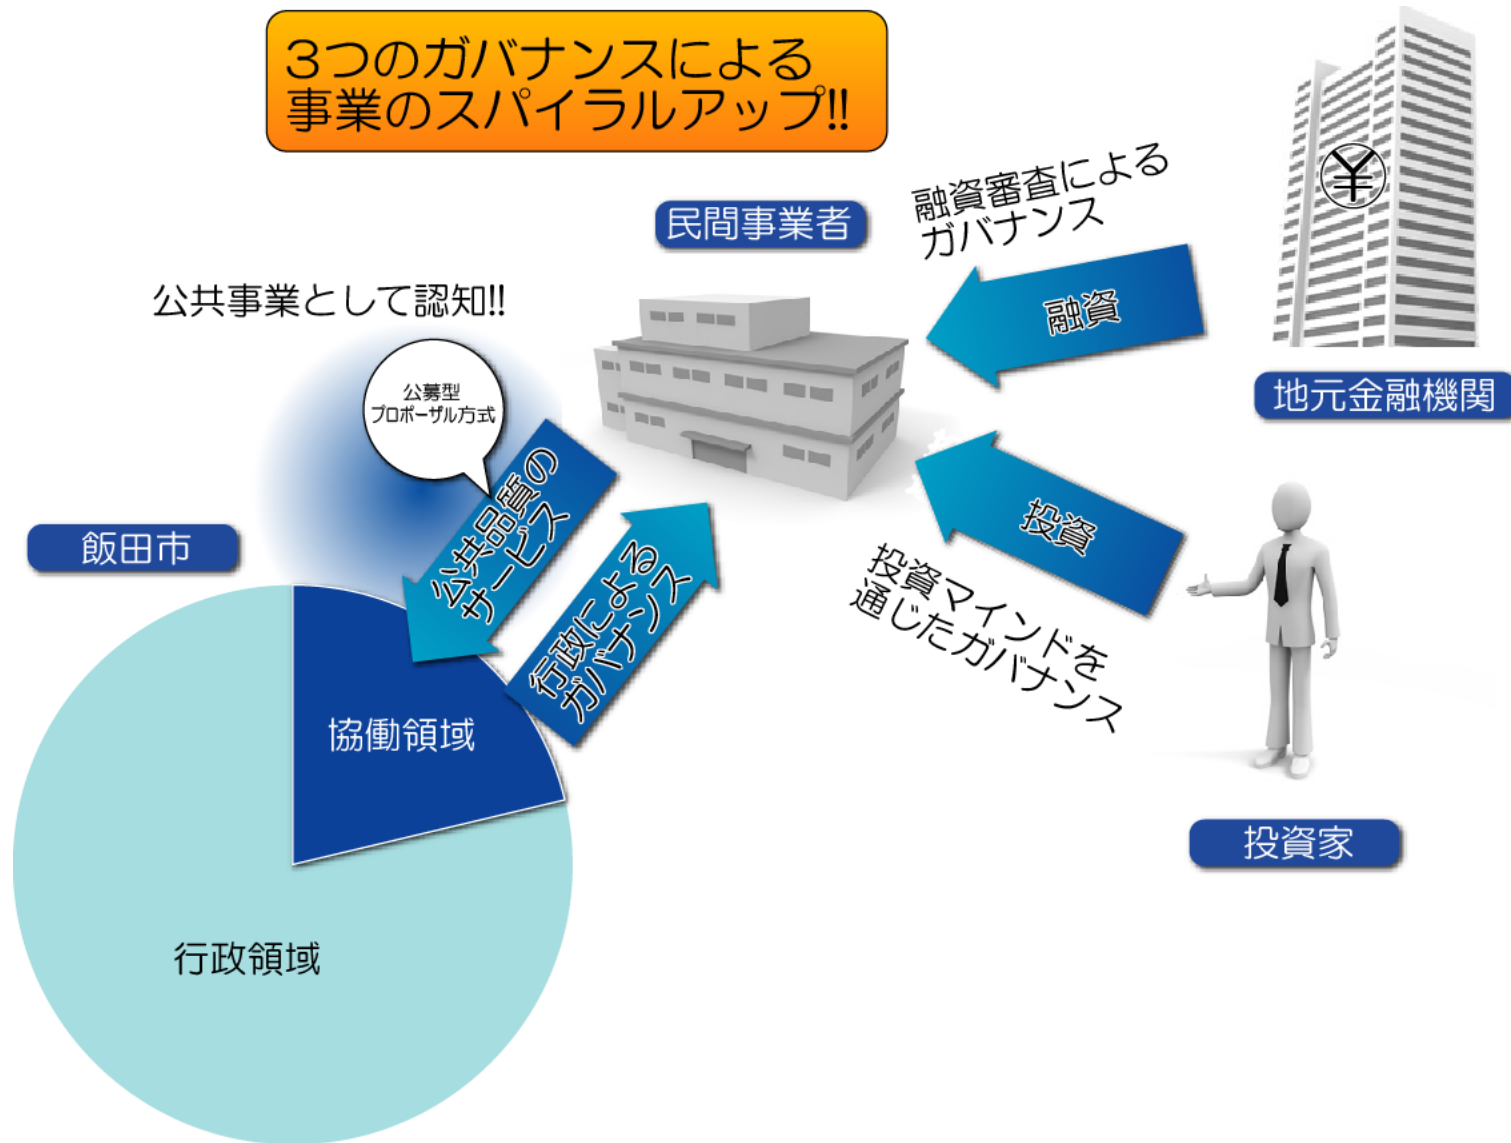 3つのガバナンスによる
事業のスパイラルアップ!!
民間事業者
融資審査による
ガバナンス
公共事業として認知!!
融資
公募型
プロポーザル方式
地元金融機関
公共品質の
サービス
投資
飯田市
行政による
ガバナンス
投資マインドを
通じたガバナンス
協働領域
投資家
行政領域
¥